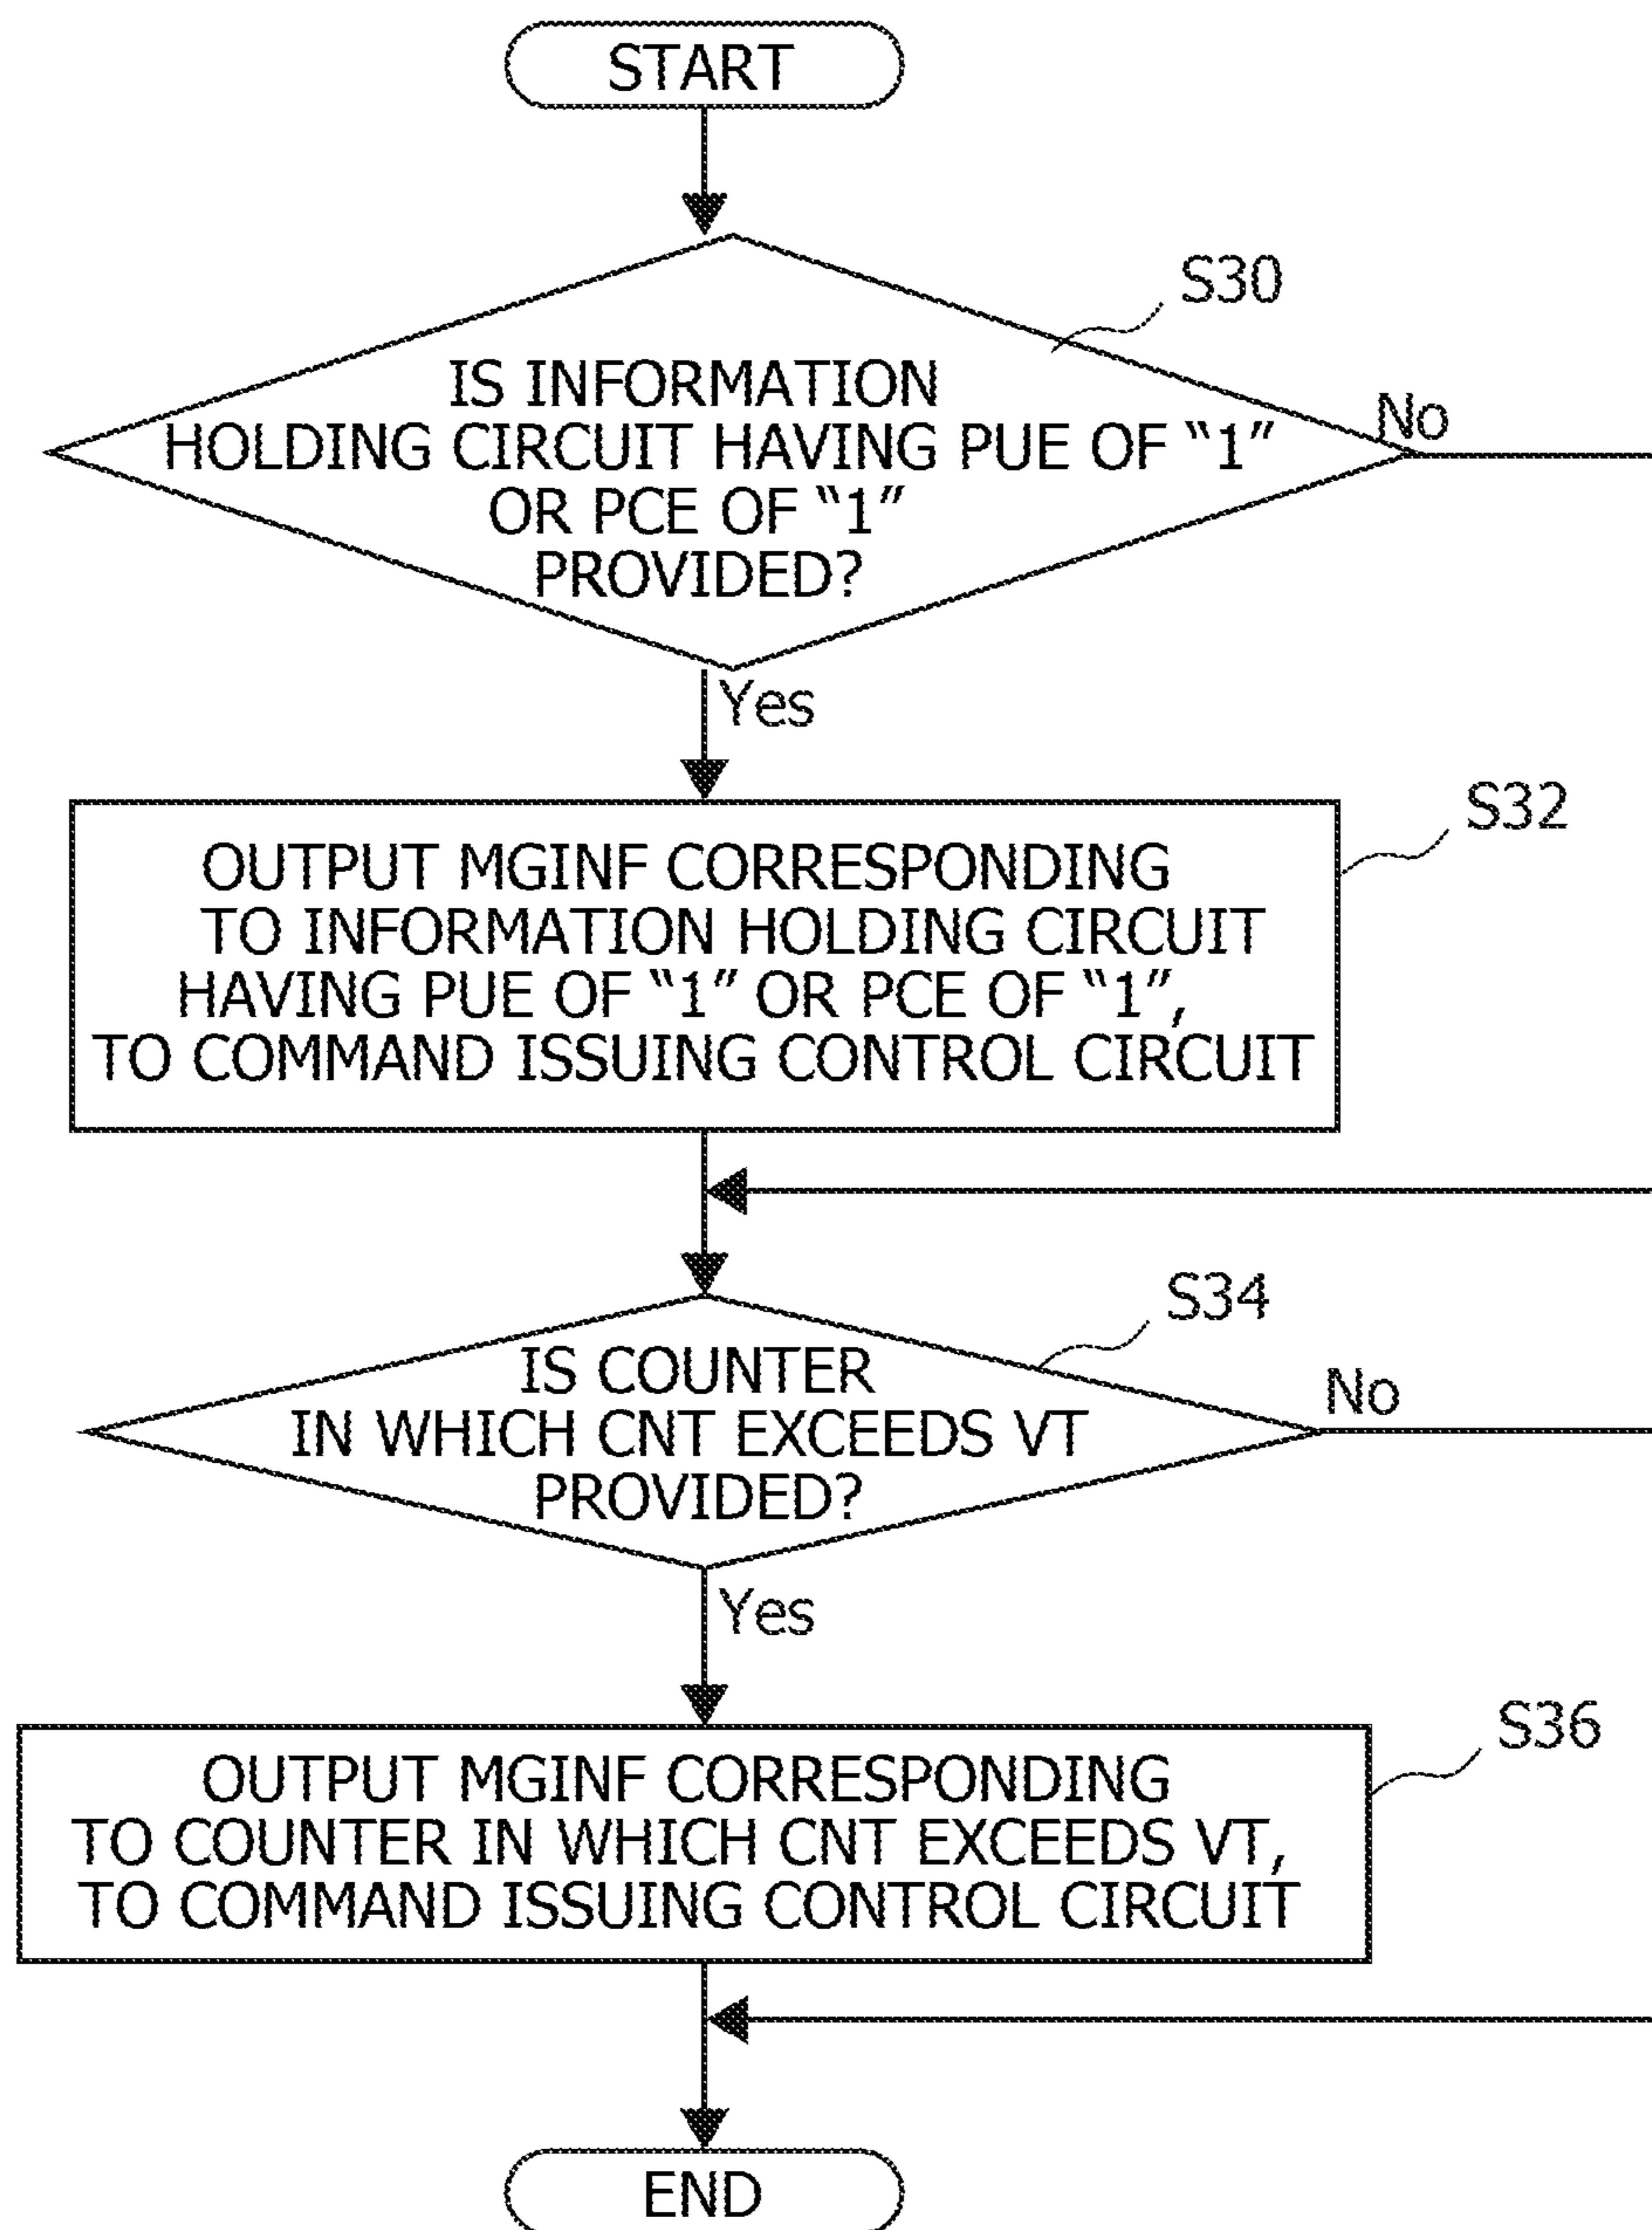 START
S30
IS INFORMATION
HOLDING CIRCUIT HAVING PUE OF “1”
OR PCE OF “1”
PROVIDED?
No
Yes
S32
OUTPUT MGINF CORRESPONDING
TO INFORMATION HOLDING CIRCUIT
HAVING PUE OF “1” OR PCE OF “1”,
TO COMMAND ISSUING CONTROL CIRCUIT
S34
IS COUNTER
IN WHICH CNT EXCEEDS VT
PROVIDED?
No
Yes
S36
OUTPUT MGINF CORRESPONDING
TO COUNTER IN WHICH CNT EXCEEDS VT,
TO COMMAND ISSUING CONTROL CIRCUIT
END